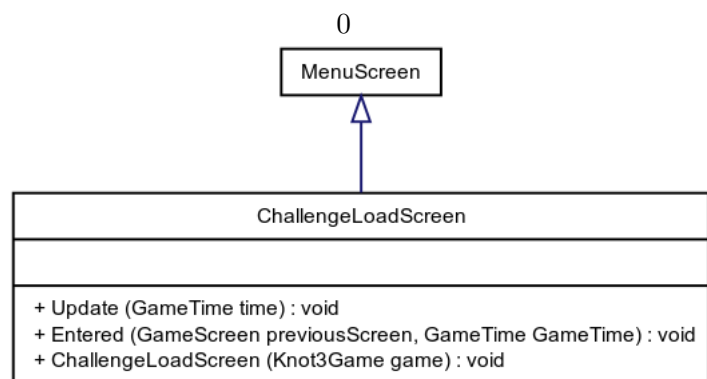 0
MenuScreen
ChallengeLoadScreen
+ Update (GameTime time) : void
+ Entered (GameScreen previousScreen, GameTime GameTime) : void
+ ChallengeLoadScreen (Knot3Game game) : void